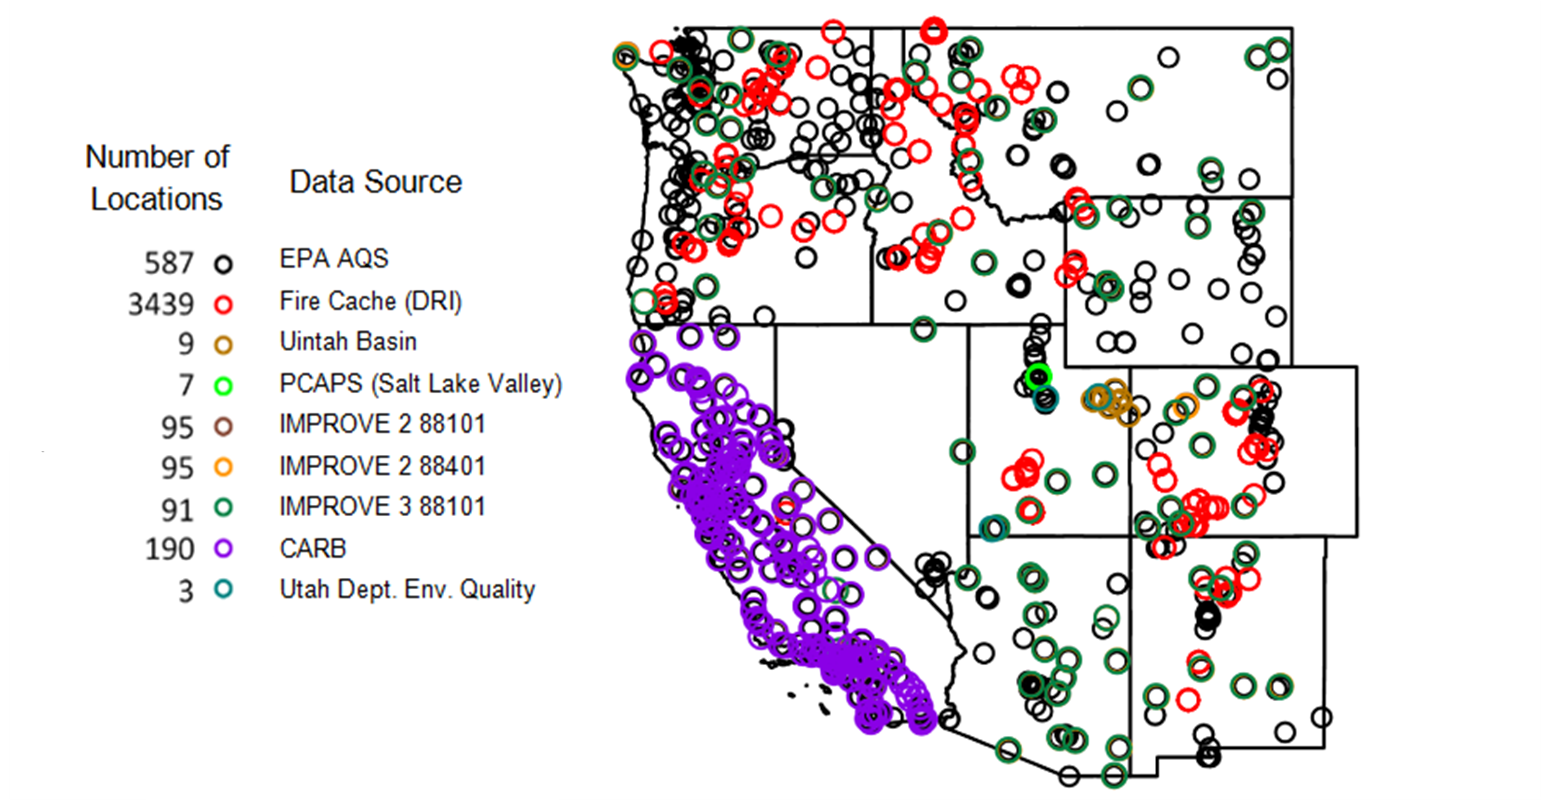 Number of
Locations
Data Source
587 EPA AQS
3439 Fire Cache (DRI)
9 Uintah Basin
7 PCAPS (Salt Lake Valley)
95 IMPROVE 2 88101
95 IMPROVE 2 88401
91 IMPROVE 3 88101
190 CARB
3 Utah Dept. Env. Quality